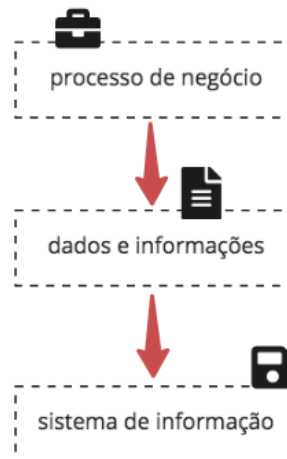 processo de negócio
dados e informações
sistema de informação